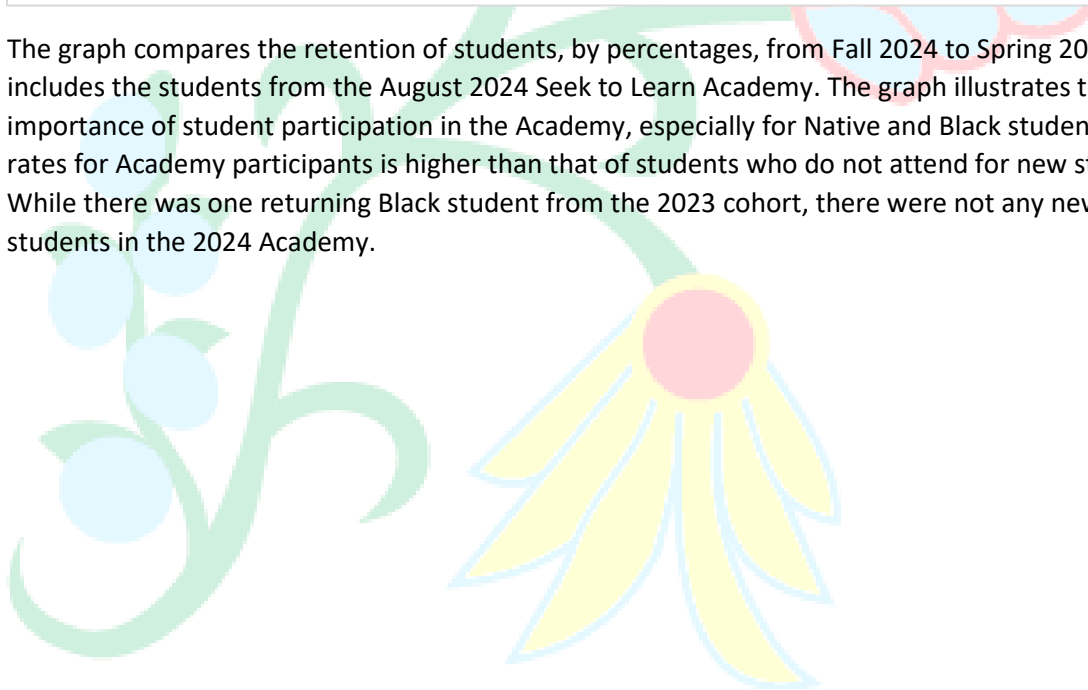 The graph compares the retention of students, by percentages, from Fall 2024 to Spring 20
includes the students from the August 2024 Seek to Learn Academy. The graph illustrates t
importance of student participation in the Academy, especially for Native and Black studen
rates for Academy participants is higher than that of students who do not attend for new st
While there was one returning Black student from the 2023 cohort, there were not any new
students in the 2024 Academy.